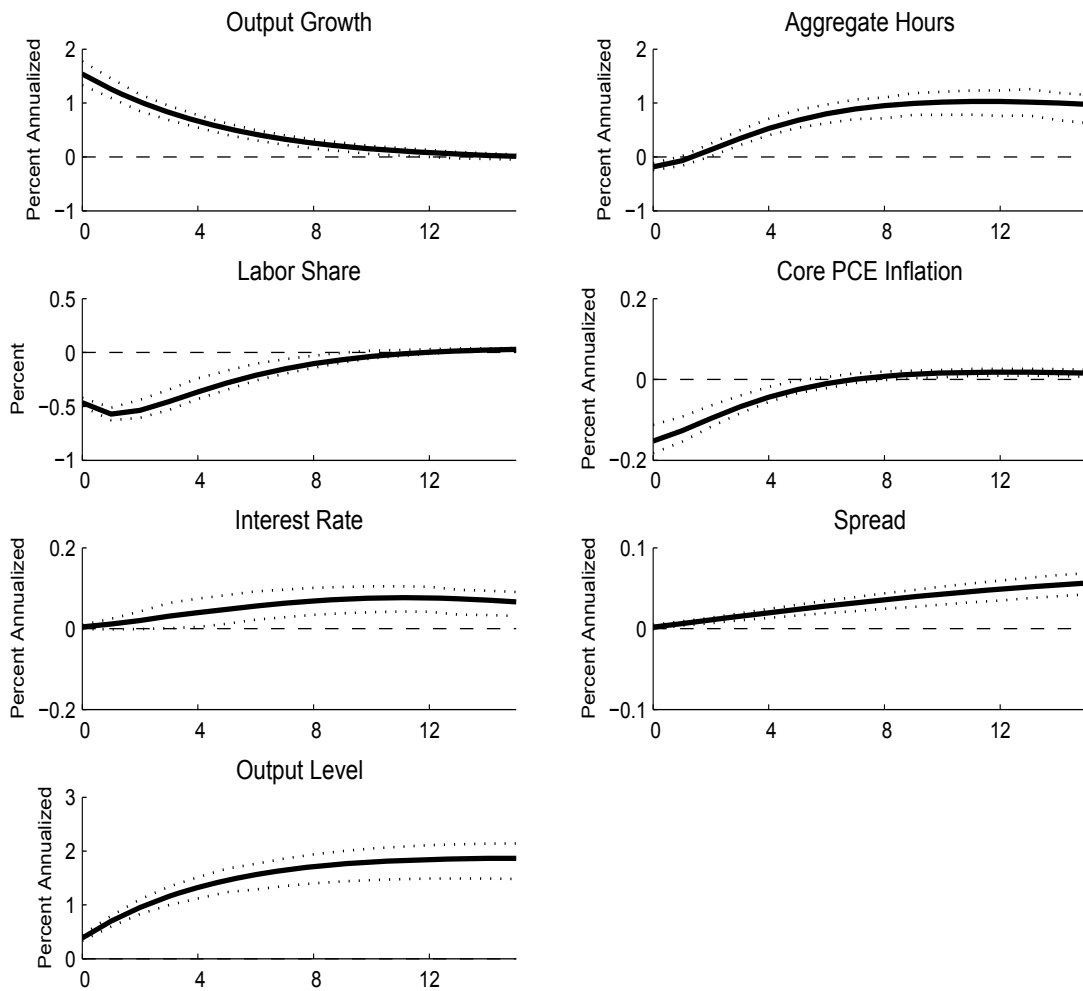 Output Growth
Percent Annualized
2
1
0
−1
0 4 8 12
Aggregate Hours
Percent Annualized
2
1
0
−1
0 4 8 12
Labor Share
Percent
0.5
0
−0.5
−1
0 4 8 12
Core PCE Inflation
Percent Annualized
0.2
0
−0.2
0 4 8 12
Interest Rate
Percent Annualized
0.2
0
−0.2
0 4 8 12
Spread
Percent Annualized
0.1
0
−0.1
0 4 8 12
Output Level
Percent Annualized
3
2
1
0
0 4 8 12